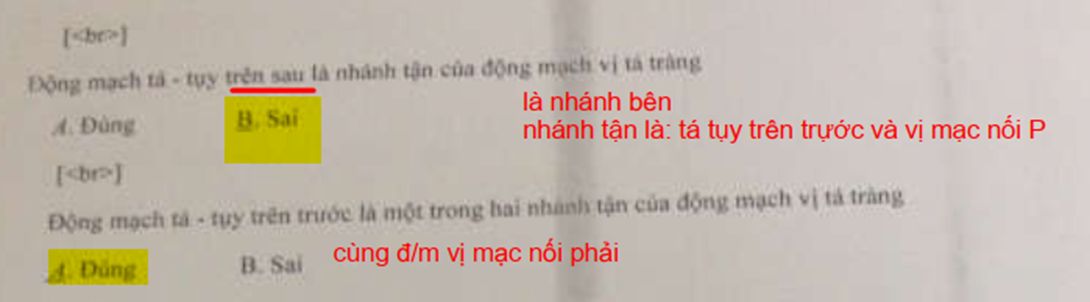 [<br>]
Động mạch tá - tụy trên sau là nhánh tận của động mạch vị tá tràng
A. Đúng B. Sai
là nhánh bên
nhánh tận là: tá tụy trên trước và vị mạc nối P
[<br>]
Động mạch tá - tụy trên trước là một trong hai nhánh tận của động mạch vị tá tràng
A. Đúng B. Sai
cùng đ/m vị mạc nối phải